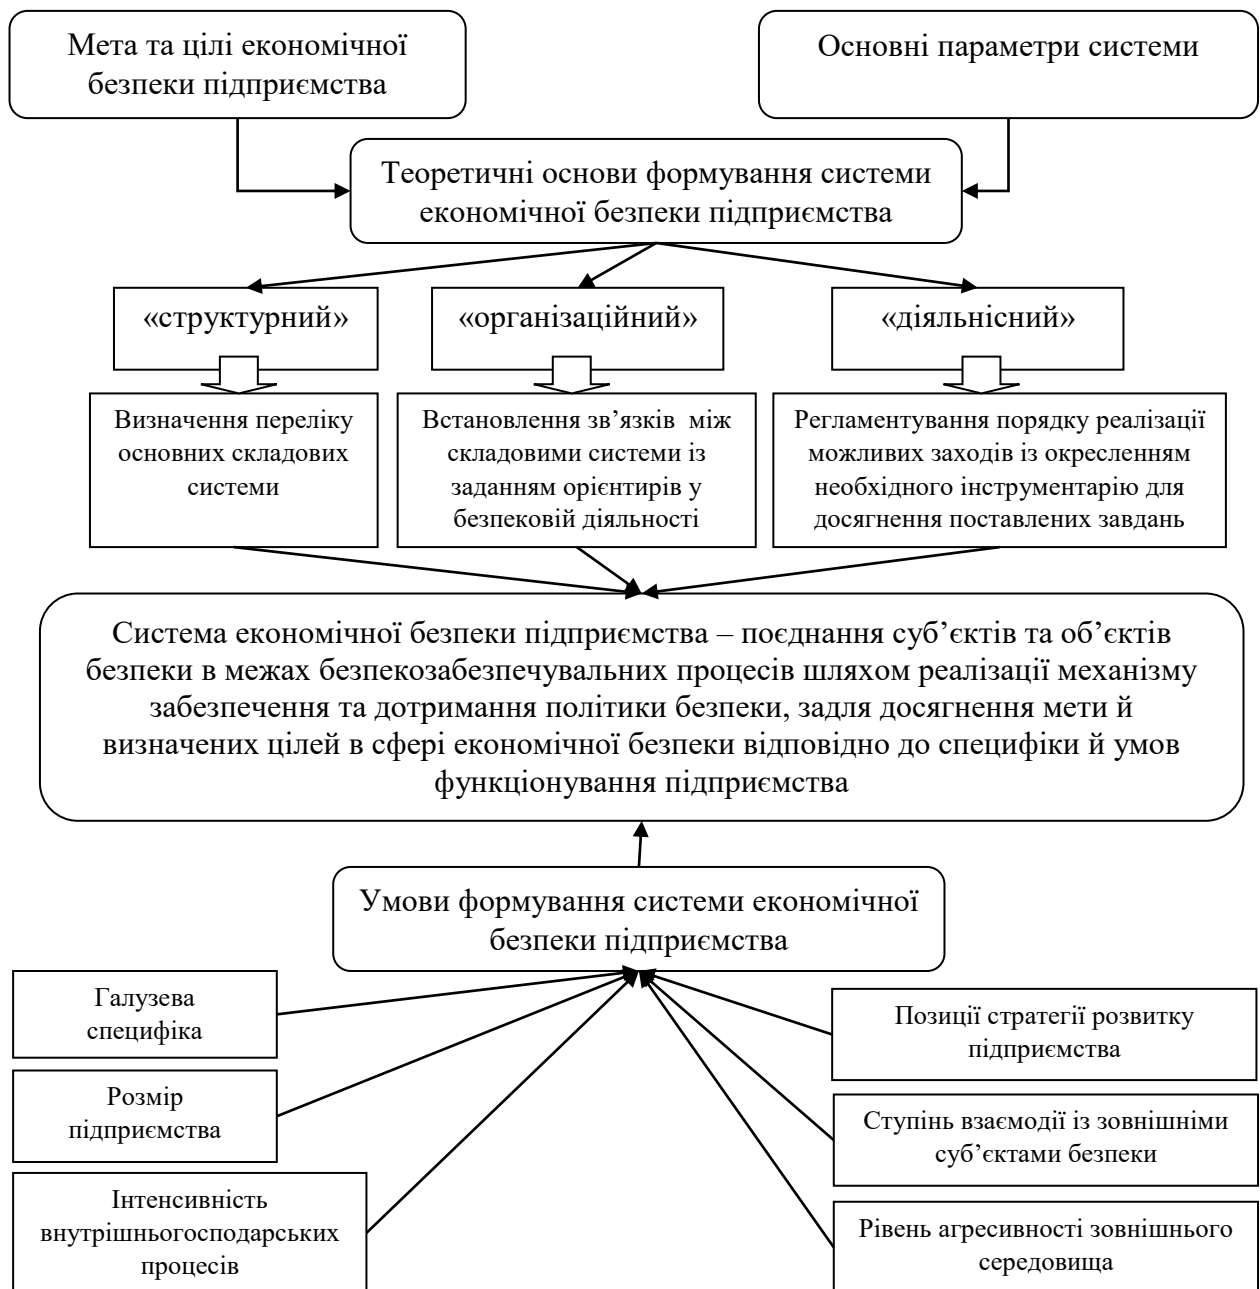 Мета та цілі економічної
безпеки підприємства
Основні параметри системи
Теоретичні основи формування системи
економічної безпеки підприємства
«структурний»
«організаційний»
«діяльнісний»
Визначення переліку
основних складових
системи
Встановлення зв’язків між
складовими системи із
заданням орієнтирів у
безпековій діяльності
Регламентування порядку реалізації
можливих заходів із окресленням
необхідного інструментарію для
досягнення поставлених завдань
Система економічної безпеки підприємства – поєднання суб’єктів та об’єктів
безпеки в межах безпекозабезпечувальних процесів шляхом реалізації механізму
забезпечення та дотримання політики безпеки, задля досягнення мети й
визначених цілей в сфері економічної безпеки відповідно до специфіки й умов
функціонування підприємства
Умови формування системи економічної
безпеки підприємства
Галузева
специфіка
Розмір
підприємства
Інтенсивність
внутрішньогосподарських
процесів
Позиції стратегії розвитку
підприємства
Ступінь взаємодії із зовнішніми
суб’єктами безпеки
Рівень агресивності зовнішнього
середовища